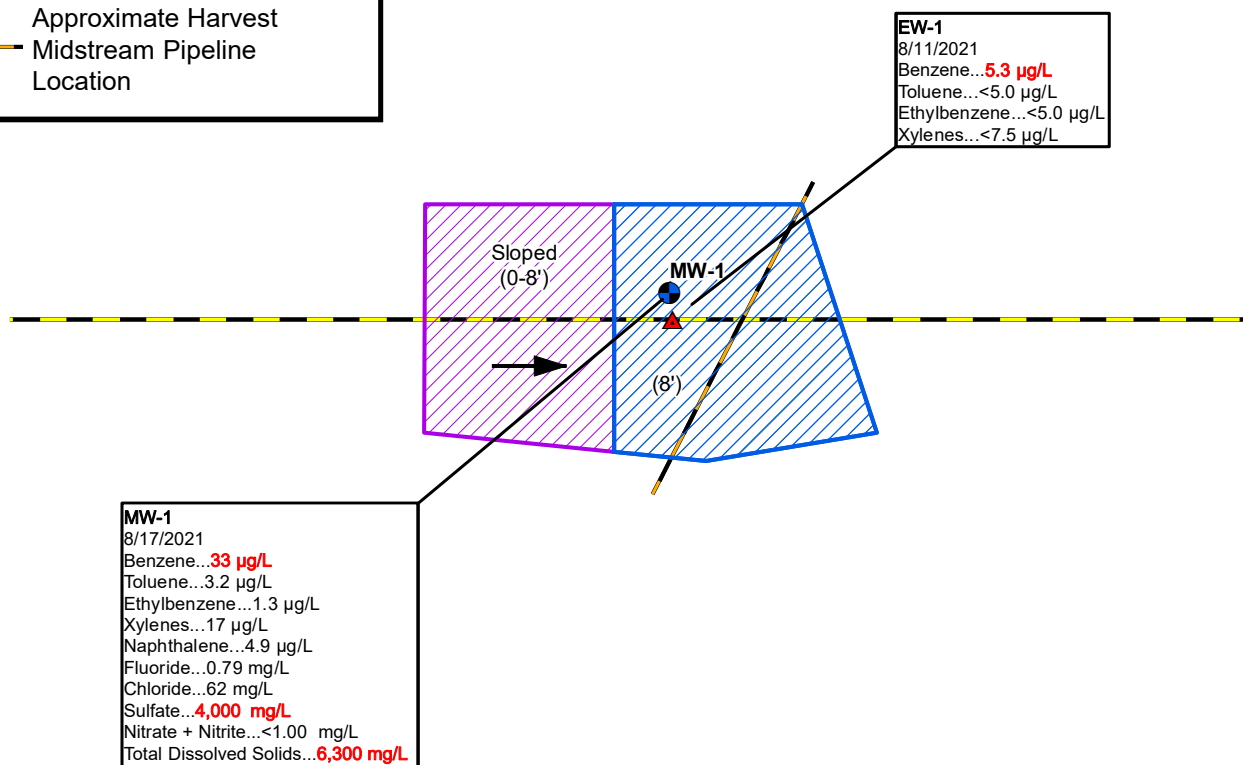 Approximate Harvest
Midstream Pipeline
Location
EW-1
8/11/2021
Benzene...5.3 µg/L
Toluene...<5.0 µg/L
Ethylbenzene...<5.0 µg/L
Xylenes...<7.5 µg/L
Sloped
(0-8')
MW-1
(8')
MW-1
8/17/2021
Benzene...33 µg/L
Toluene...3.2 µg/L
Ethylbenzene...1.3 µg/L
Xylenes...17 µg/L
Naphthalene...4.9 µg/L
Fluoride...0.79 mg/L
Chloride...62 mg/L
Sulfate...4,000 mg/L
Nitrate + Nitrite...<1.00 mg/L
Total Dissolved Solids...6,300 mg/L